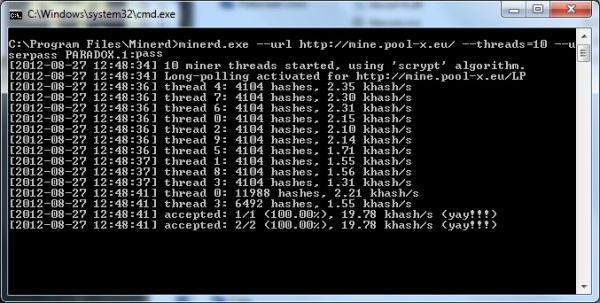 C:\Windows\system32\cmd.exe
C:\Program Files\Minerd>minerd.exe --url http://mine.pool-x.eu/ --threads=10 --u
serpass PARADOX.1:pass
[2012-08-27 12:48:34] 10 miner threads started, using 'scrypt' algorithm.
[2012-08-27 12:48:34] Long-polling activated for http://mine.pool-x.eu/LP
[2012-08-27 12:48:36] thread 4: 4104 hashes, 2.35 khash/s
[2012-08-27 12:48:36] thread 7: 4104 hashes, 2.30 khash/s
[2012-08-27 12:48:36] thread 6: 4104 hashes, 2.31 khash/s
[2012-08-27 12:48:36] thread 0: 4104 hashes, 2.15 khash/s
[2012-08-27 12:48:36] thread 2: 4104 hashes, 2.10 khash/s
[2012-08-27 12:48:36] thread 9: 4104 hashes, 2.14 khash/s
[2012-08-27 12:48:36] thread 5: 4104 hashes, 1.71 khash/s
[2012-08-27 12:48:37] thread 1: 4104 hashes, 1.55 khash/s
[2012-08-27 12:48:37] thread 8: 4104 hashes, 1.56 khash/s
[2012-08-27 12:48:37] thread 3: 4104 hashes, 1.31 khash/s
[2012-08-27 12:48:41] thread 0: 11988 hashes, 2.21 khash/s
[2012-08-27 12:48:41] thread 3: 6492 hashes, 1.55 khash/s
[2012-08-27 12:48:41] accepted: 1/1 (100.00%), 19.78 khash/s (yay!!!)
[2012-08-27 12:48:41] accepted: 2/2 (100.00%), 19.78 khash/s (yay!!!)